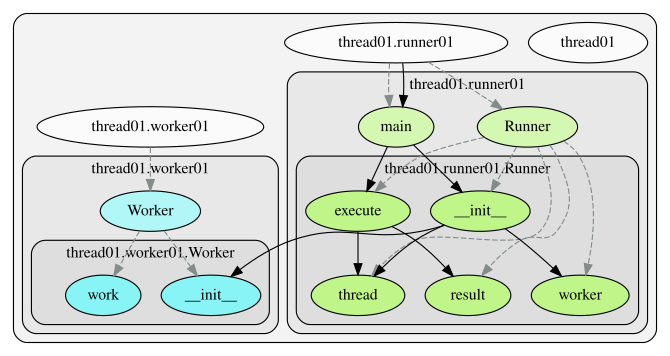 thread01.runner01
thread01
thread01.runner01
thread01.worker01
main
Runner
thread01.worker01
thread01.runner01.Runner
Worker
execute
__init__
thread01.worker01.Worker
work
__init__
thread
result
worker